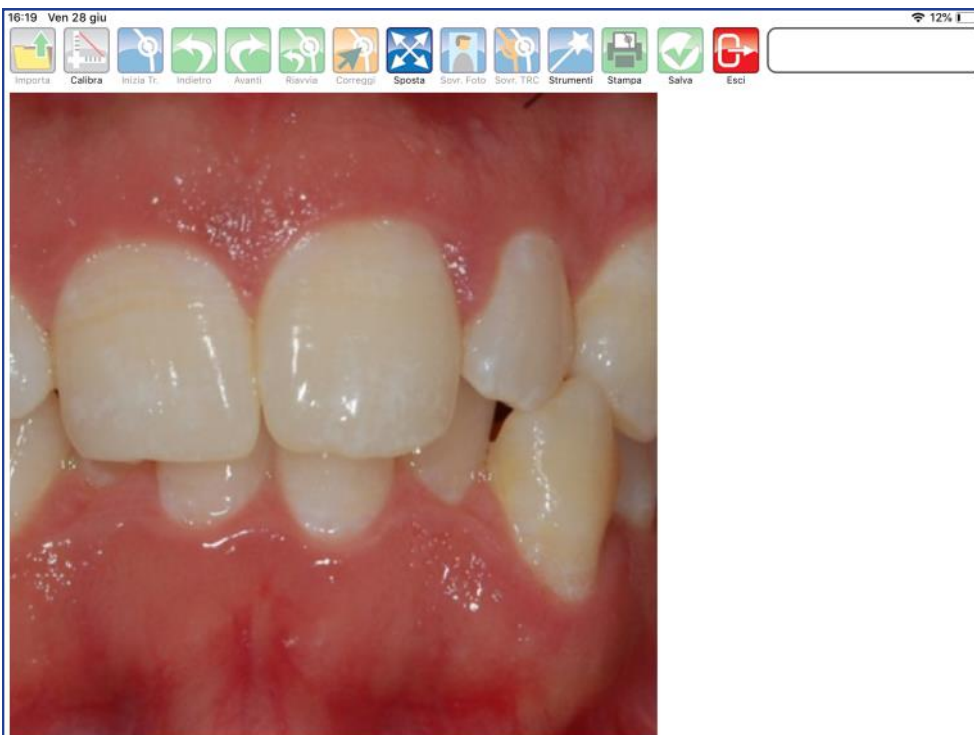 16:19 Ven 28 giu
12%
Importa Calibra Inizia Tr. Indietro Avanti Riavvia Correggi Sposta Sovr. Foto Sovr. TRC Strumenti Stampa Salva Esci